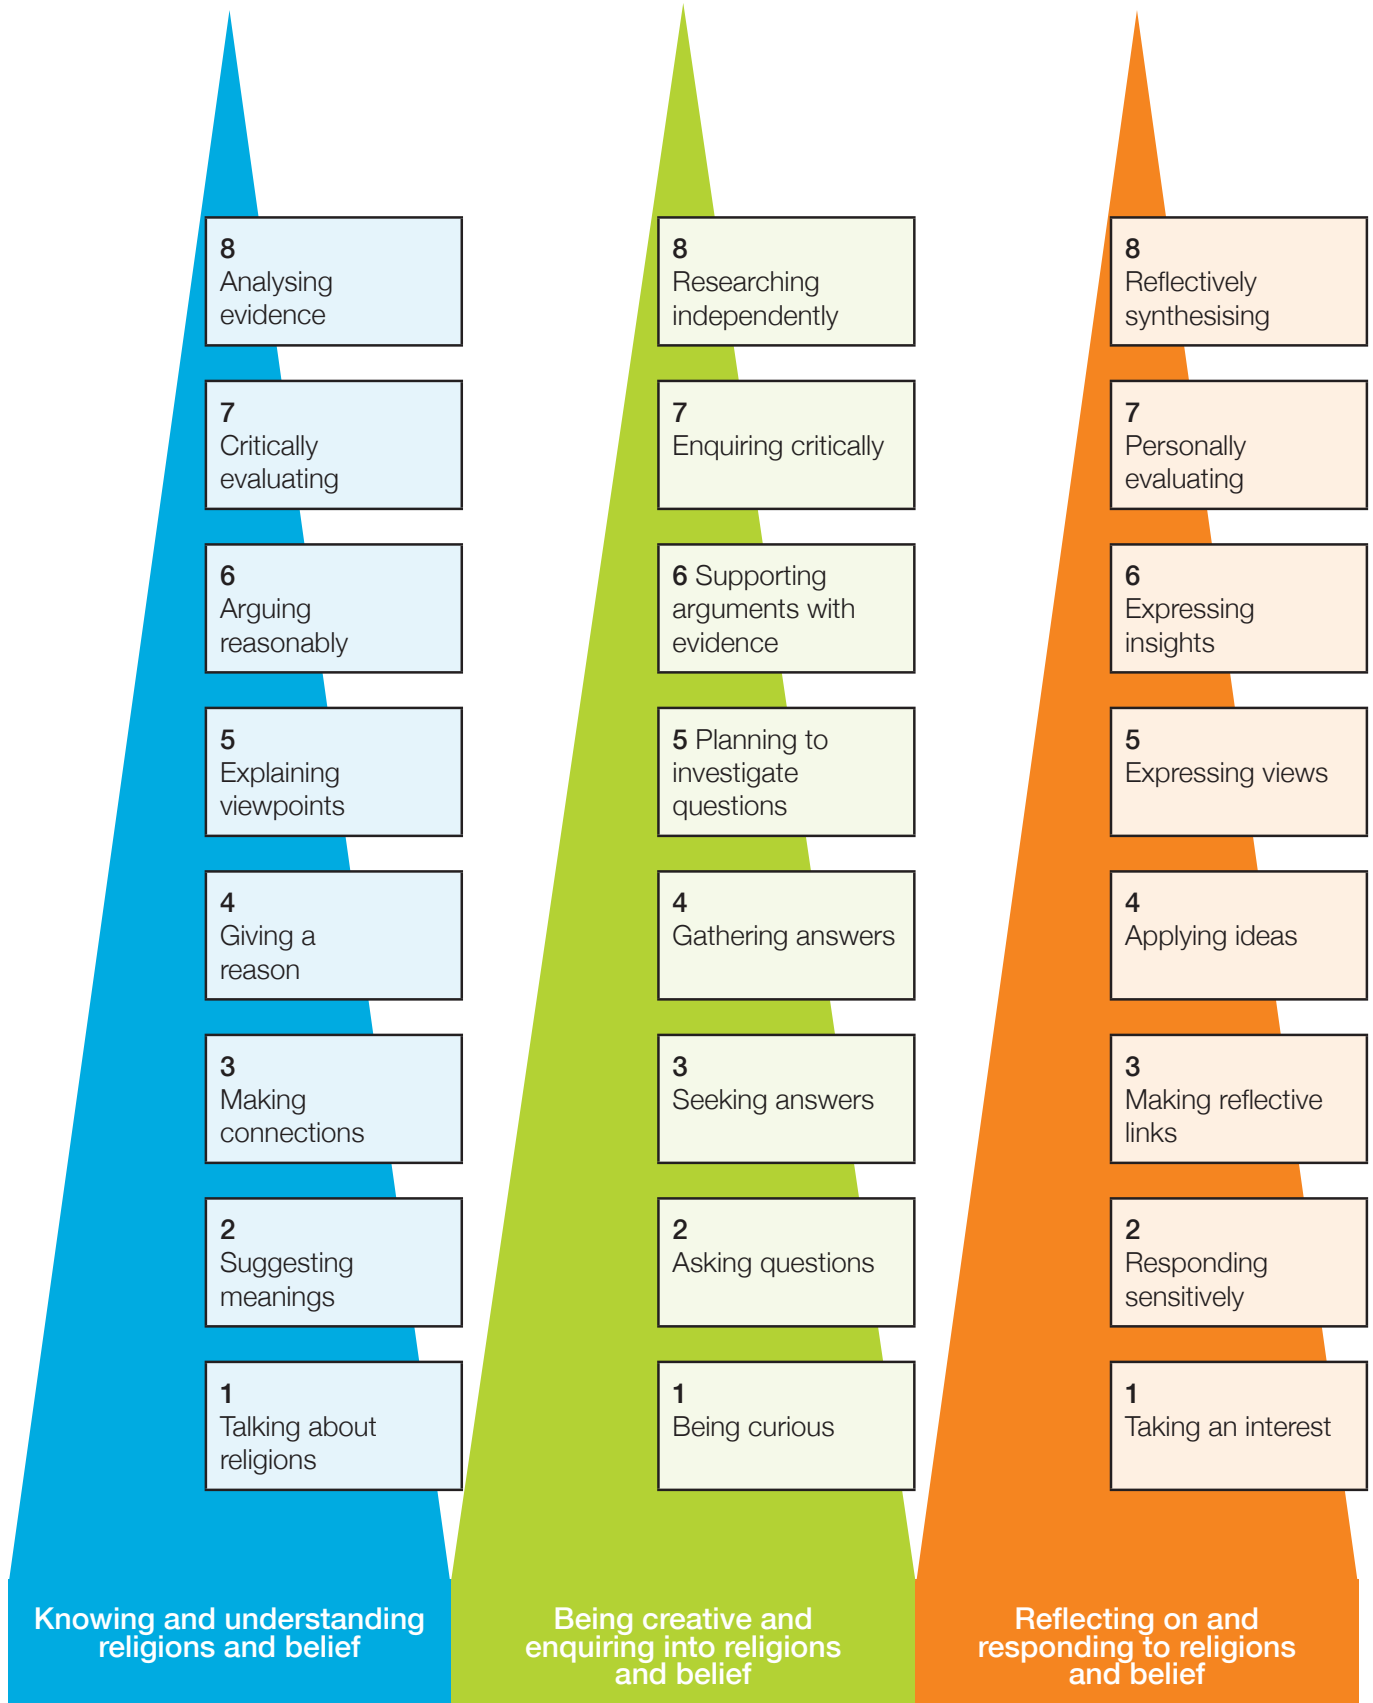 8
Analysing
evidence
7
Critically
evaluating
6
Arguing
reasonably
5
Explaining
viewpoints
4
Giving a
reason
3
Making
connections
2
Suggesting
meanings
1
Talking about
religions
Knowing and understanding
religions and belief
8
Researching
independently
7
Enquiring critically
6 Supporting
arguments with
evidence
5 Planning to
investigate
questions
4
Gathering answers
3
Seeking answers
2
Asking questions
1
Being curious
Being creative and
enquiring into religions
and belief
8
Reflectively
synthesising
7
Personally
evaluating
6
Expressing
insights
5
Expressing views
4
Applying ideas
3
Making reflective
links
2
Responding
sensitively
1
Taking an interest
Reflecting on and
responding to religions
and belief